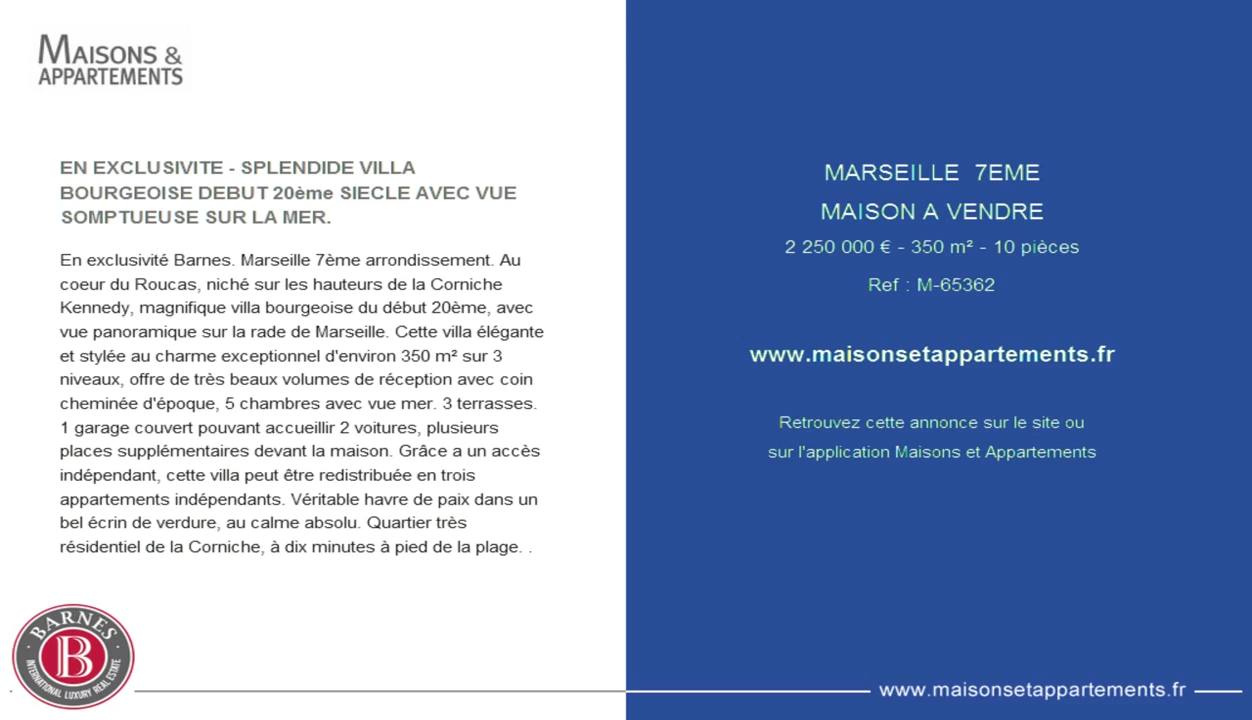 MAISONS &
APPARTEMENTS
EN EXCLUSIVITE - SPLENDIDE VILLA
BOURGEOISE DEBUT 20ème SIECLE AVEC VUE
SOMPTUEUSE SUR LA MER.
En exclusivité Barnes. Marseille 7ème arrondissement. Au
coeur du Roucas, niché sur les hauteurs de la Corniche
Kennedy, magnifique villa bourgeoise du début 20ème, avec
vue panoramique sur la rade de Marseille. Cette villa élégante
et stylée au charme exceptionnel d'environ 350 m² sur 3
niveaux, offre de très beaux volumes de réception avec coin
cheminée d'époque, 5 chambres avec vue mer. 3 terrasses.
1 garage couvert pouvant accueillir 2 voitures, plusieurs
places supplémentaires devant la maison. Grâce a un accès
indépendant, cette villa peut être redistribuée en trois
appartements indépendants. Véritable havre de paix dans un
bel écrin de verdure, au calme absolu. Quartier très
résidentiel de la Corniche, à dix minutes à pied de la plage. .
BARNES
B
INTERNATIONAL LUXURY REAL ESTATE
MARSEILLE 7EME
MAISON A VENDRE
2 250 000 € - 350 m² - 10 pièces
Ref : M-65362
www.maisonsetappartements.fr
Retrouvez cette annonce sur le site ou
sur l'application Maisons et Appartements
www.maisonsetappartements.fr